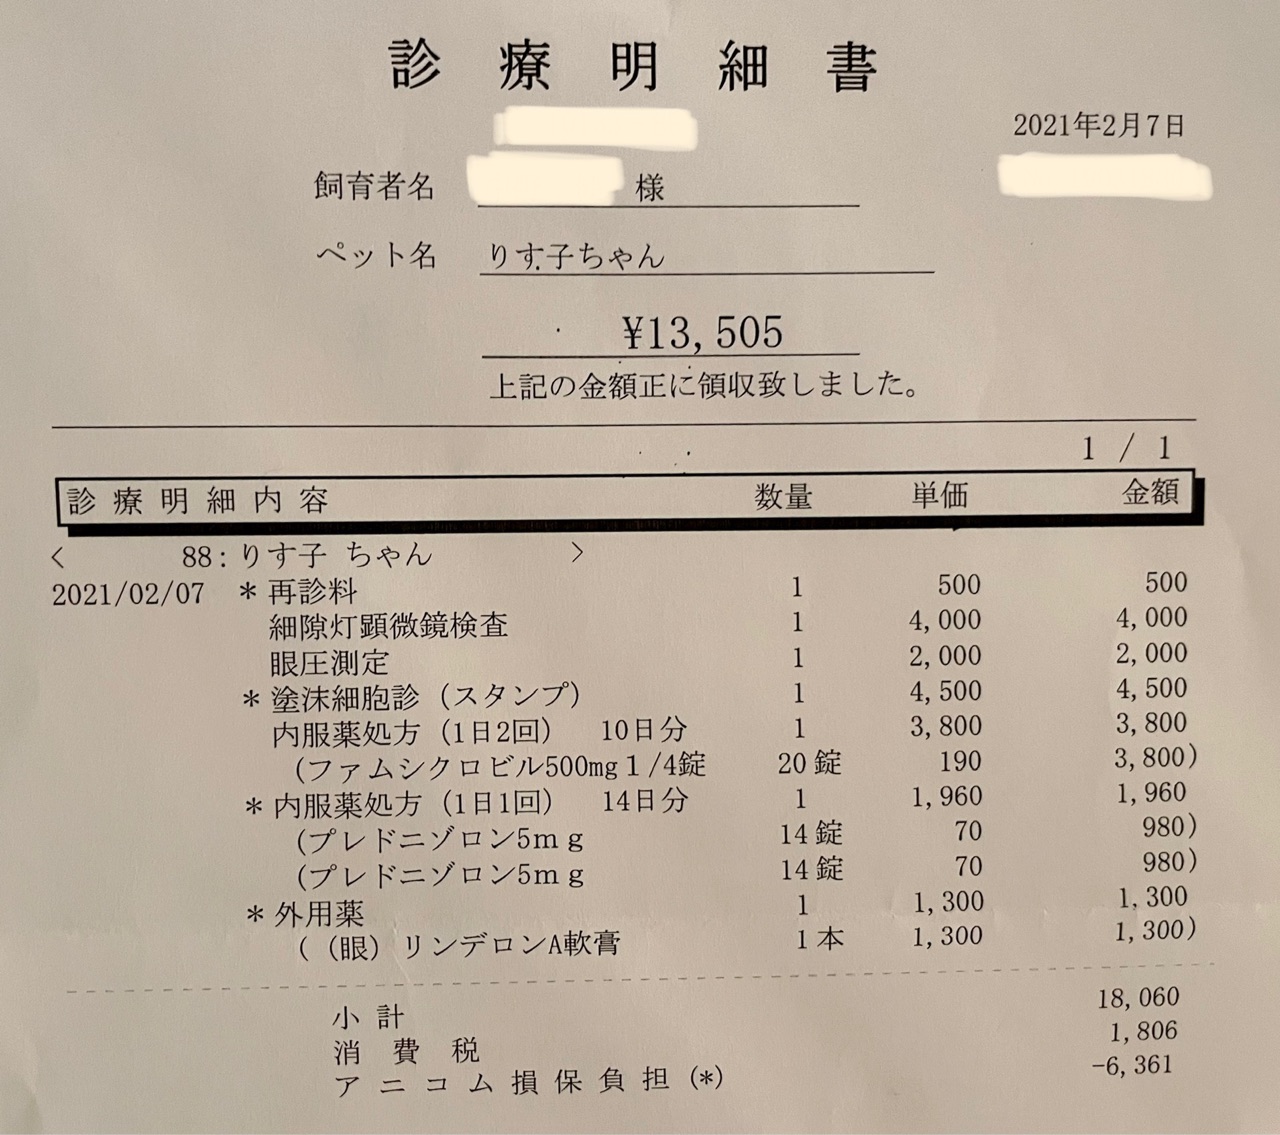 診療明細書
2021年2月7日
飼育者名 様
ペット名 りす子ちゃん
¥13,505
上記の金額正に領収致しました。
1 / 1
診療明細内容 数量 単価 金額
< 88:りす子 ちゃん >
2021/02/07 *再診料 1 500 500
細隙灯顕微鏡検査 1 4,000 4,000
眼圧測定 1 2,000 2,000
*塗沫細胞診(スタンプ) 1 4,500 4,500
内服薬処方(1日2回) 10日分 1 3,800 3,800
(ファムシクロビル500mg1/4錠 20錠 190 3,800)
*内服薬処方(1日1回) 14日分 1 1,960 1,960
(プレドニゾロン5mg 14錠 70 980)
(プレドニゾロン5mg 14錠 70 980)
*外用薬 1 1,300 1,300
((眼)リンデロンA軟膏 1本 1,300 1,300)
小計 18,060
消費税 1,806
アニコム損保負担(*) -6,361